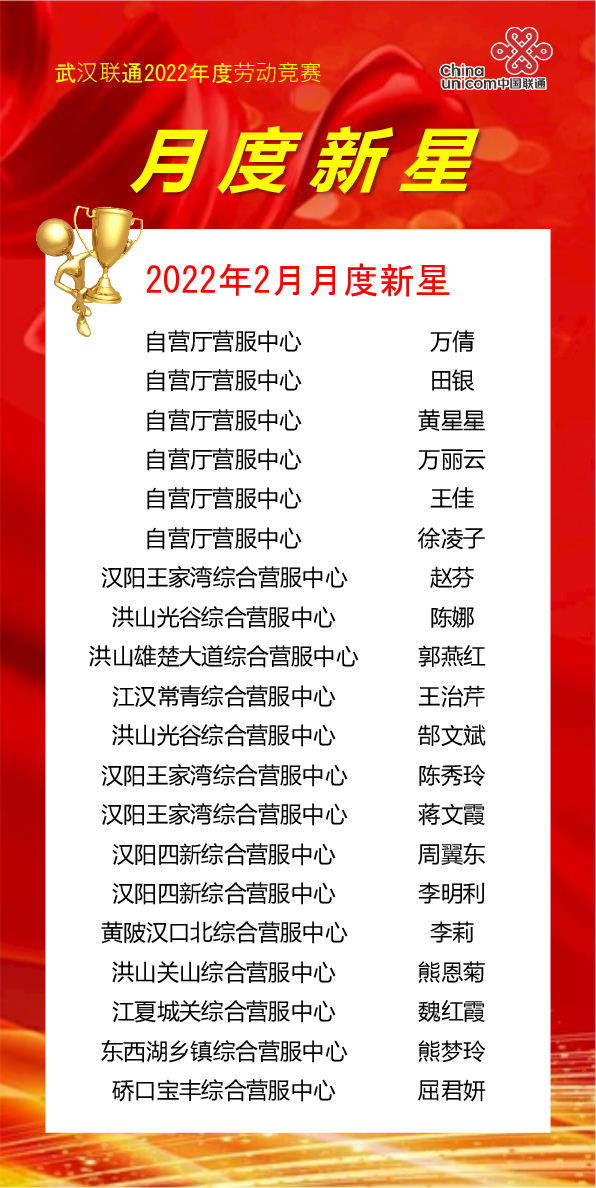 武汉联通2022年度劳动竞赛
China
unicom中国联通
月度新星
2022年2月月度新星
自营厅营服中心 万倩
自营厅营服中心 田银
自营厅营服中心 黄星星
自营厅营服中心 万丽云
自营厅营服中心 王佳
自营厅营服中心 徐凌子
汉阳王家湾综合营服中心 赵芬
洪山光谷综合营服中心 陈娜
洪山雄楚大道综合营服中心 郭燕红
江汉常青综合营服中心 王治芹
洪山光谷综合营服中心 郜文斌
汉阳王家湾综合营服中心 陈秀玲
汉阳王家湾综合营服中心 蒋文霞
汉阳四新综合营服中心 周翼东
汉阳四新综合营服中心 李明利
黄陂汉口北综合营服中心 李莉
洪山关山综合营服中心 熊恩菊
江夏城关综合营服中心 魏红霞
东西湖乡镇综合营服中心 熊梦玲
硚口宝丰综合营服中心 屈君妍